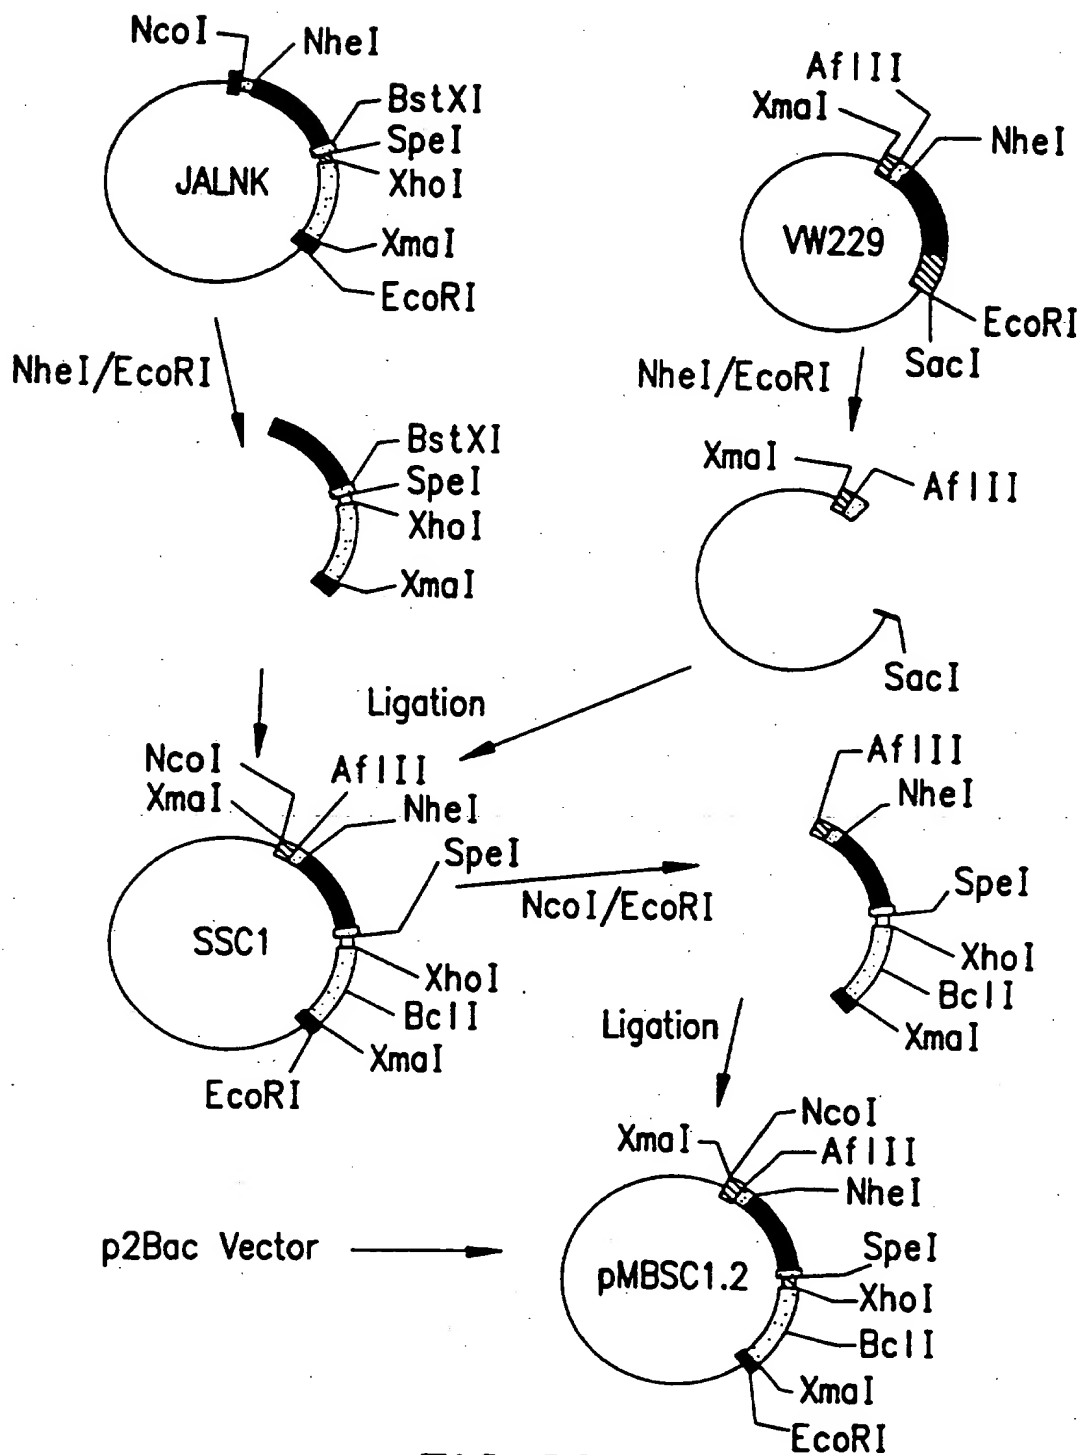 NcoI
NheI
BstXI
SpeI
XhoI
JALNK
XmaI
EcoRI
NheI/EcoRI
AflII
XmaI
NheI
VW229
EcoRI
SacI
NheI/EcoRI
BstXI
SpeI
XhoI
XmaI
XmaI
AflII
SacI
Ligation
NcoI
XmaI
AflII
NheI
SpeI
SSC1
XhoI
BclI
XmaI
EcoRI
NcoI/EcoRI
AflII
NheI
SpeI
XhoI
BclI
XmaI
Ligation
p2Bac Vector
NcoI
XmaI
AflII
NheI
SpeI
pMBSC1.2
XhoI
BclI
XmaI
EcoRI